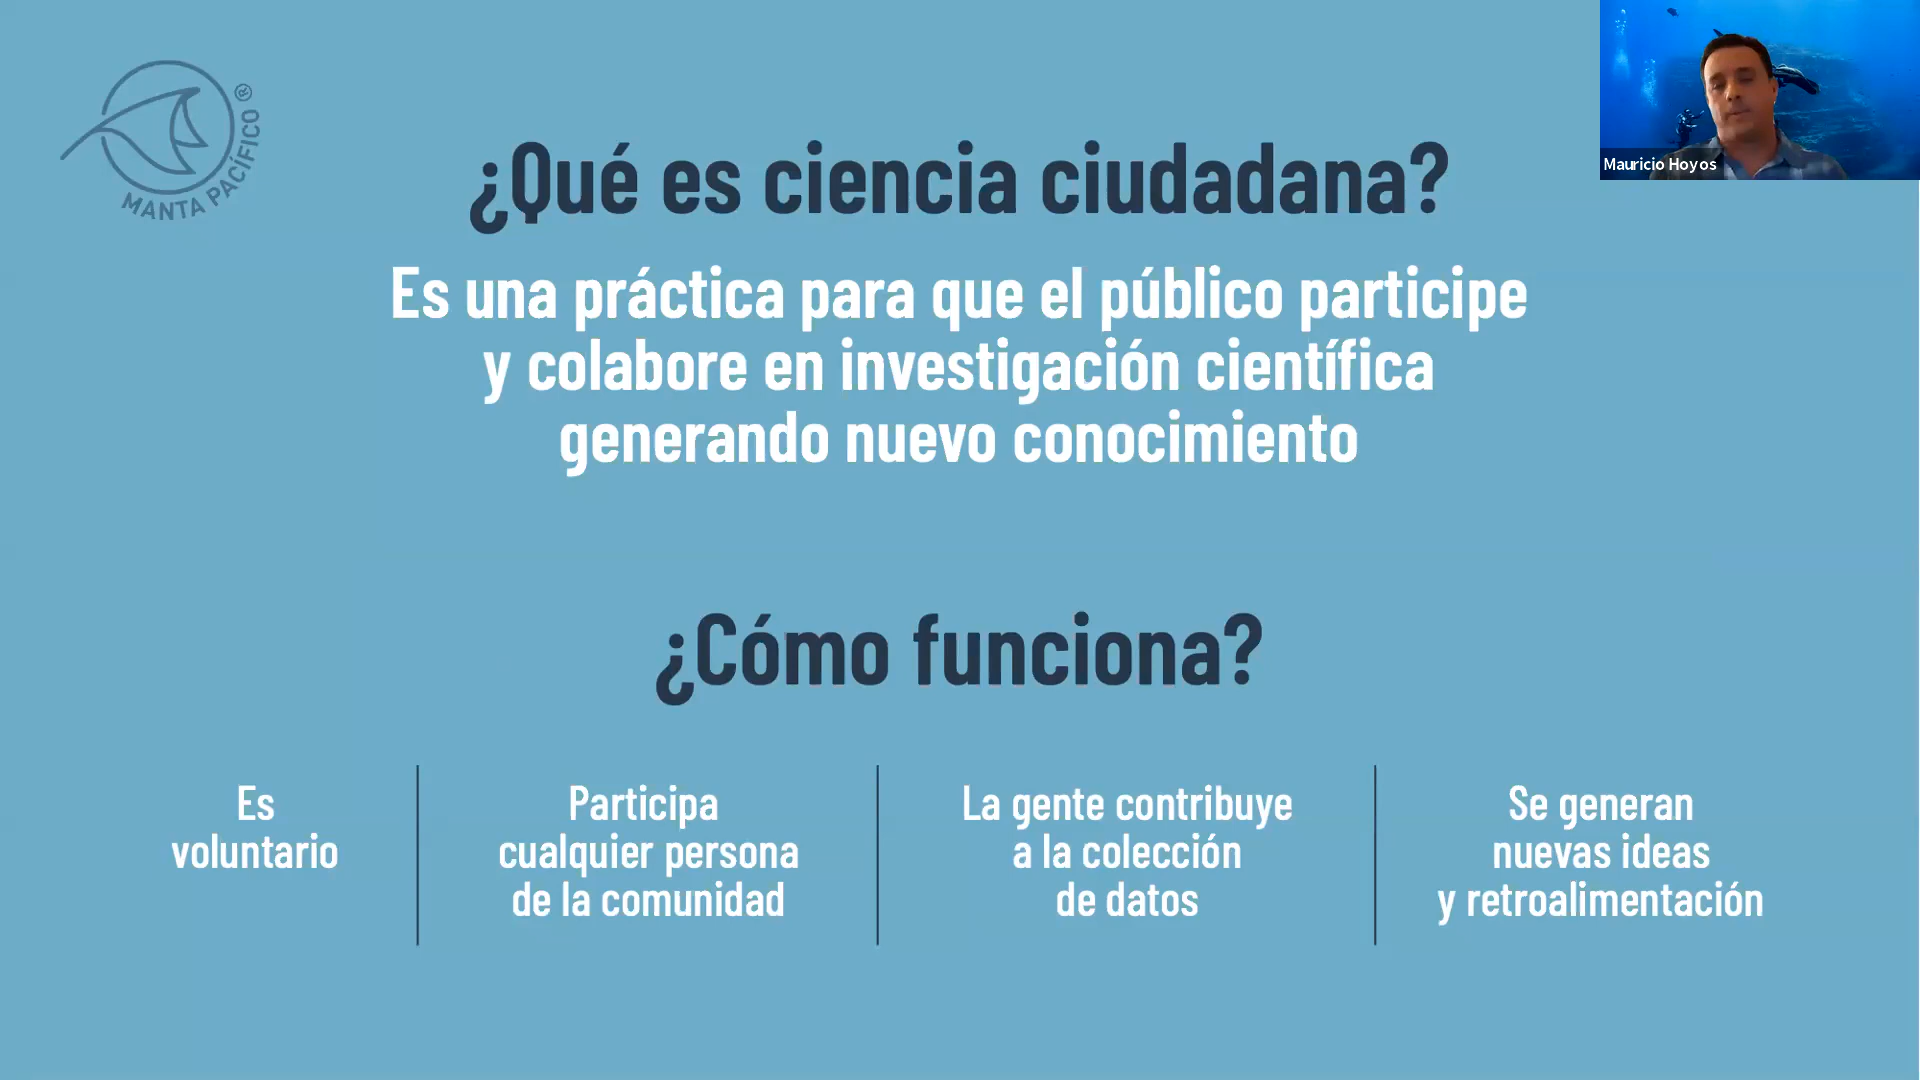 MANTA PACÍFICO ®
Mauricio Hoyos
¿Qué es ciencia ciudadana?
Es una práctica para que el público participe
y colabore en investigación científica
generando nuevo conocimiento
¿Cómo funciona?
Es
voluntario
Participa
cualquier persona
de la comunidad
La gente contribuye
a la colección
de datos
Se generan
nuevas ideas
y retroalimentación